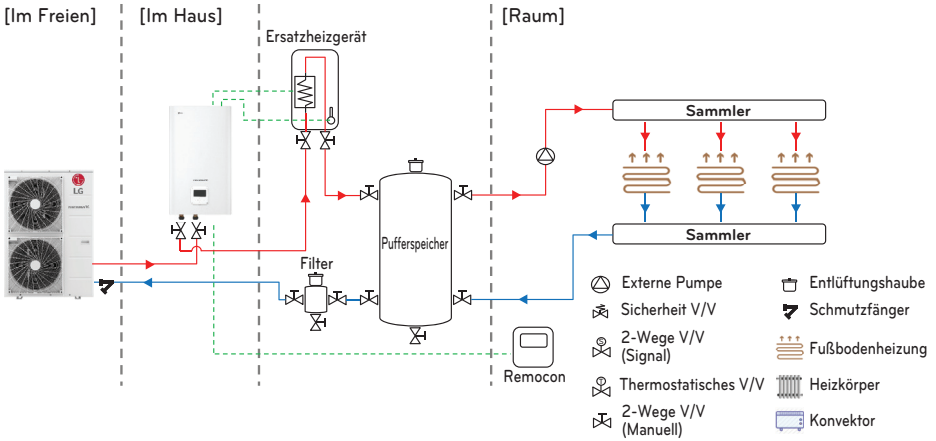 [Im Freien]
[Im Haus]
[Raum]
Ersatzheizgerät
Sammler
LG
Pufferspeicher
Sammler
Filter
Remocon
Externe Pumpe
Sicherheit V/V
2-Wege V/V
(Signal)
Thermostatisches V/V
2-Wege V/V
(Manuell)
Entlüftungshaube
Schmutzfänger
Fußbodenheizung
Heizkörper
Konvektor